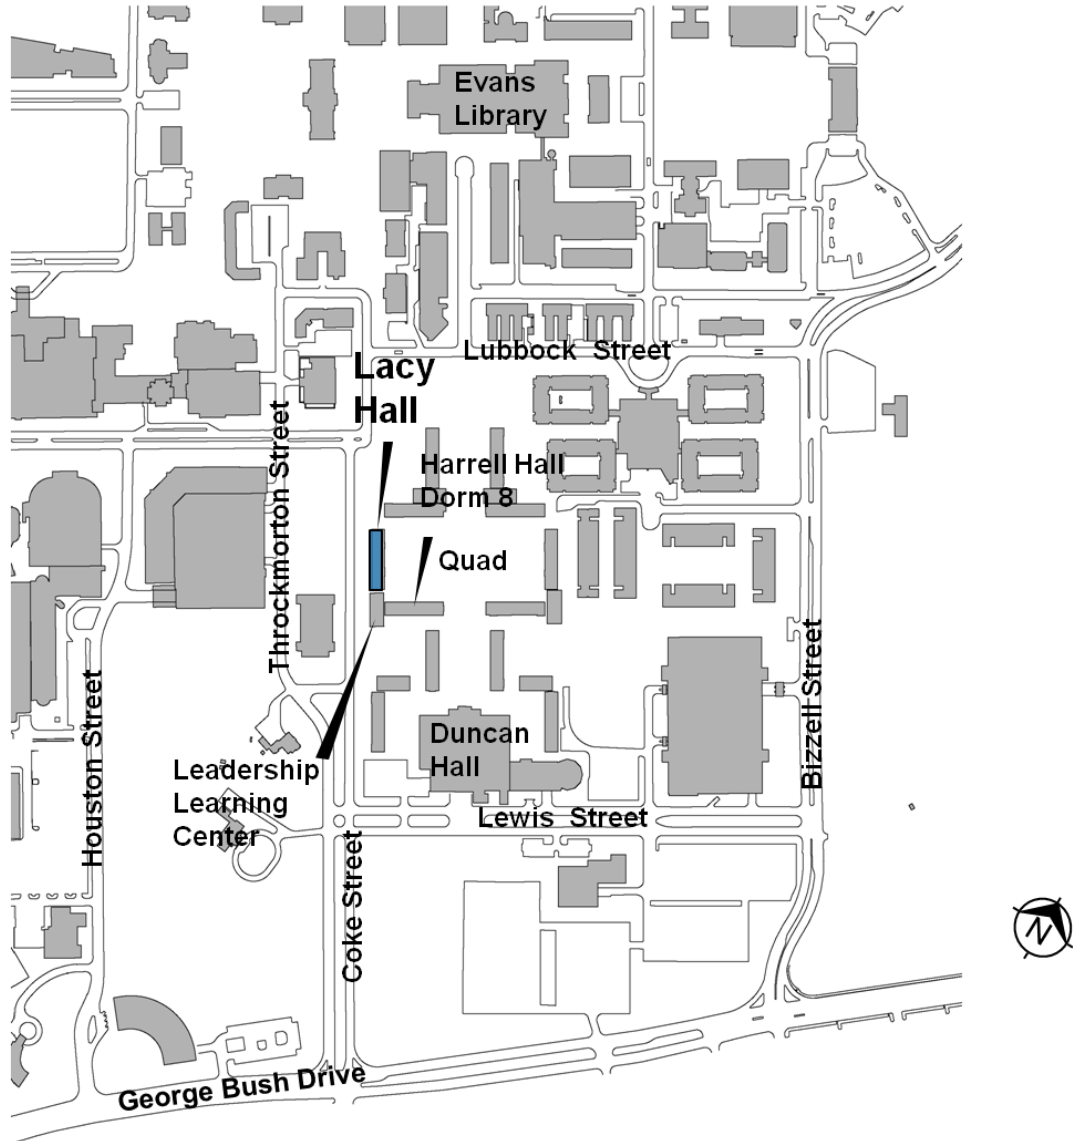 Evans
Library
Lubbock Street
Lacy
Hall
Throckmorton Street
Harrell Hall
Dorm 8
Quad
Houston Street
Bizzell Street
Duncan
Hall
Leadership
Learning
Center
Lewis Street
Coke Street
N
George Bush Drive